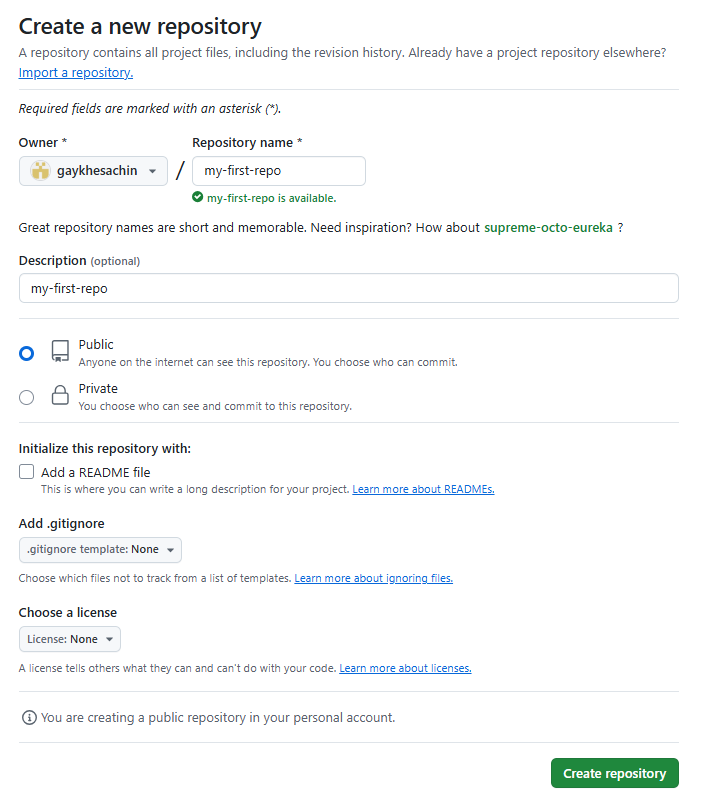 Create a new repository
A repository contains all project files, including the revision history. Already have a project repository elsewhere?
Import a repository.
Required fields are marked with an asterisk (*).
Owner *
Repository name *
gaykhesachin
/
my-first-repo
my-first-repo is available.
Great repository names are short and memorable. Need inspiration? How about supreme-octo-eureka ?
Description (optional)
my-first-repo
Public
Anyone on the internet can see this repository. You choose who can commit.
Private
You choose who can see and commit to this repository.
Initialize this repository with:
Add a README file
This is where you can write a long description for your project. Learn more about READMEs.
Add .gitignore
.gitignore template: None
Choose which files not to track from a list of templates. Learn more about ignoring files.
Choose a license
License: None
A license tells others what they can and can't do with your code. Learn more about licenses.
You are creating a public repository in your personal account.
Create repository